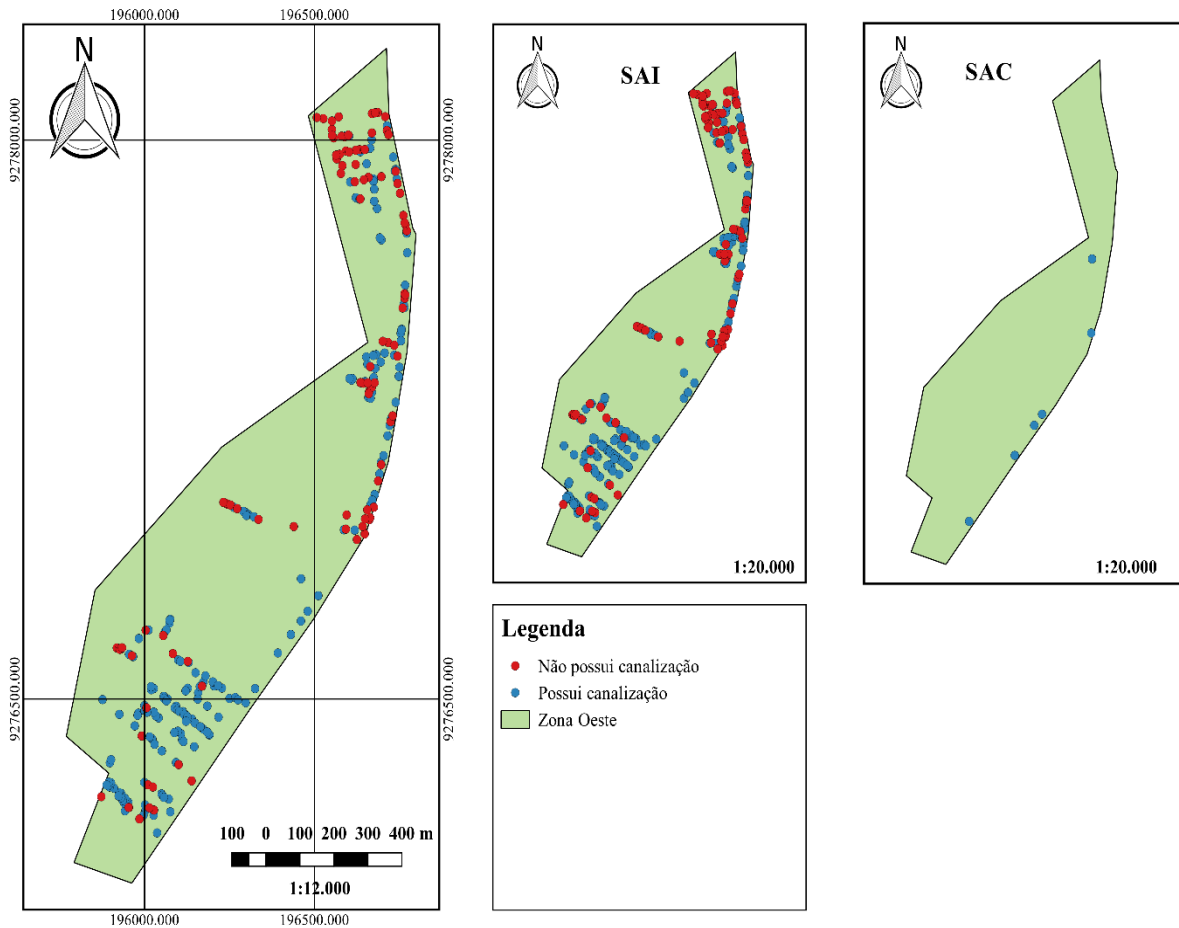 196000.000 196500.000
N
9278000.000
9278000.000
9276500.000
9276500.000
100 0 100 200 300 400 m
1:12.000
196000.000 196500.000
N
SAI
1:20.000
N
SAC
1:20.000
Legenda
Não possui canalização
Possui canalização
Zona Oeste